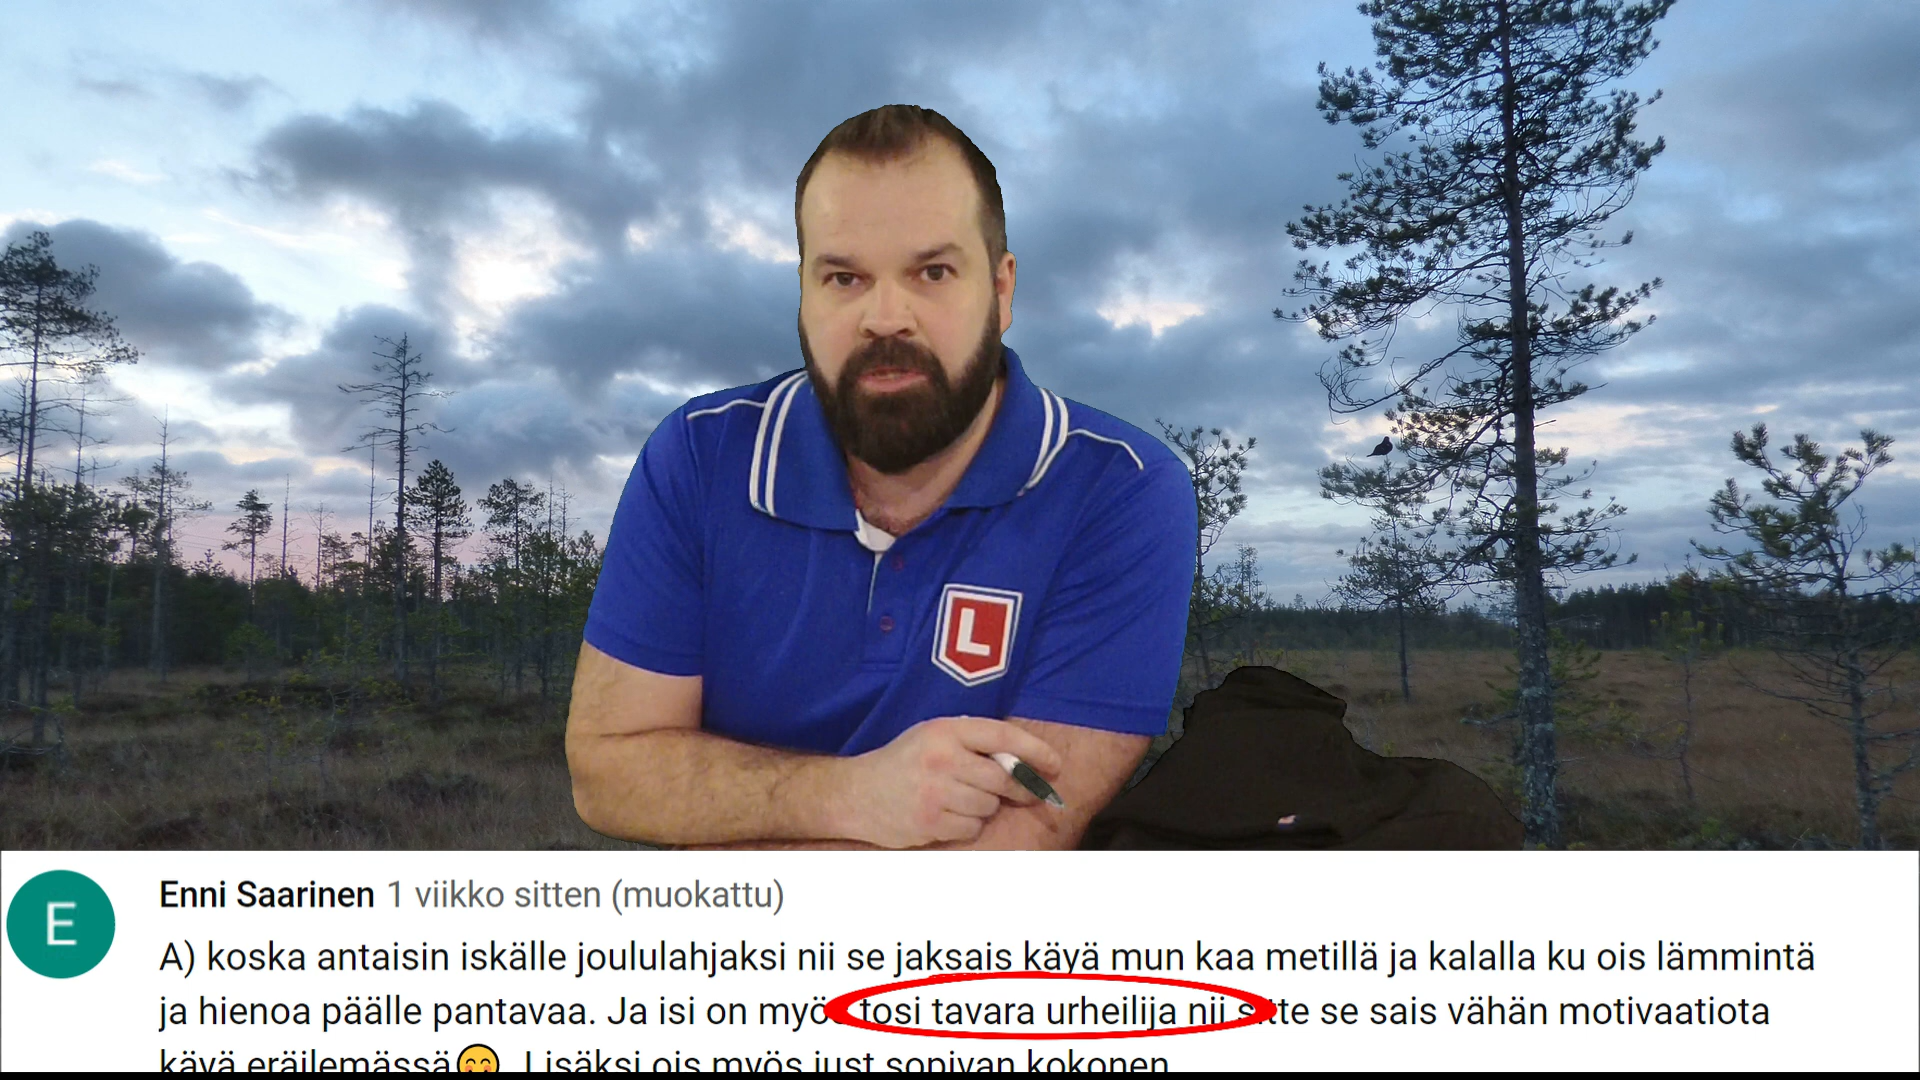 L
E
Enni Saarinen 1 viikko sitten (muokattu)
A) koska antaisin iskälle joululahjaksi nii se jaksais käyä mun kaa metillä ja kalalla ku ois lämmintä
ja hienoa päälle pantavaa. Ja isi on myös tosi tavara urheilija nii sitte se sais vähän motivaatiota
kävä eräilemässä😊 Lisäksi ois myös just sopivan kokonen